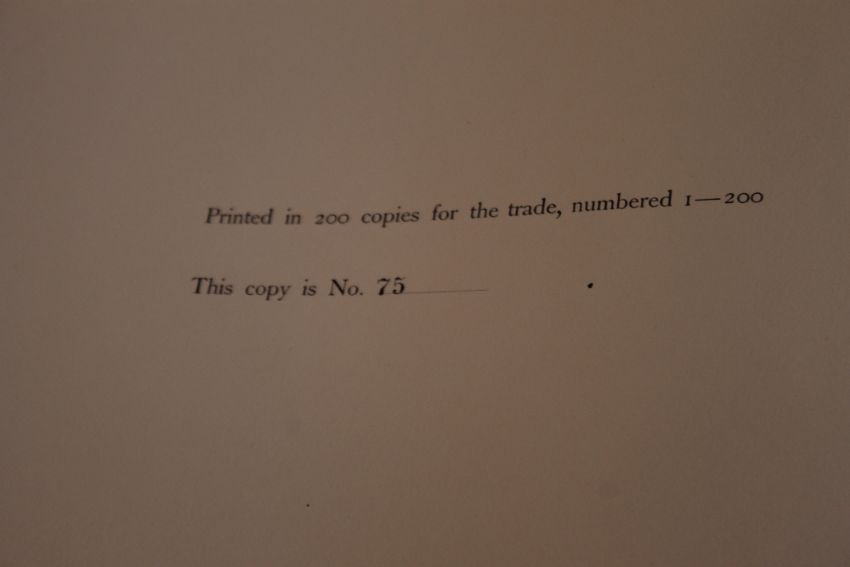 Printed in 200 copies for the trade, numbered 1—200
This copy is No. 75